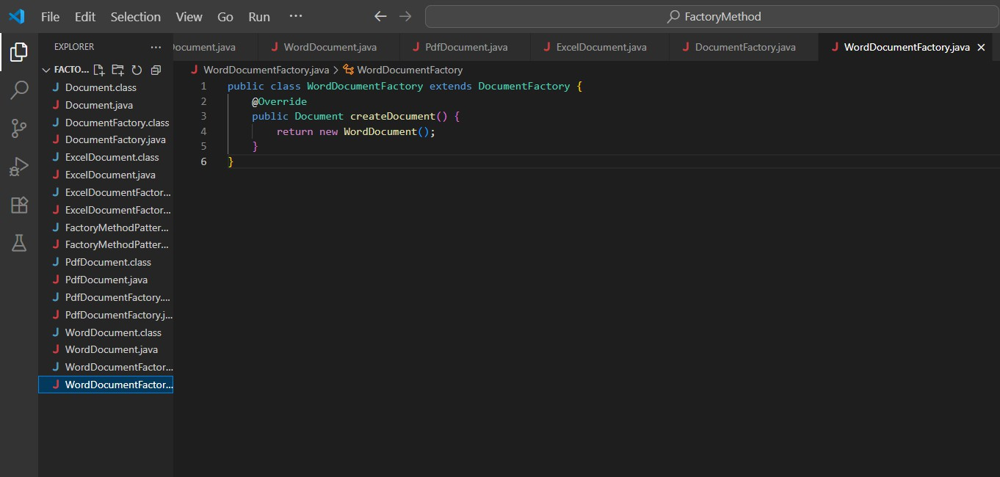 File Edit Selection View Go Run ··· FactoryMethod
EXPLORER ···
Document.java WordDocument.java PdfDocument.java ExcelDocument.java DocumentFactory.java WordDocumentFactory.java
FACTO...
Document.class
Document.java
DocumentFactory.class
DocumentFactory.java
ExcelDocument.class
ExcelDocument.java
ExcelDocumentFactor...
ExcelDocumentFactor...
FactoryMethodPatter...
FactoryMethodPatter...
PdfDocument.class
PdfDocument.java
PdfDocumentFactory....
PdfDocumentFactory.j...
WordDocument.class
WordDocument.java
WordDocumentFactor...
WordDocumentFactor...
WordDocumentFactory.java > WordDocumentFactory
1 public class WordDocumentFactory extends DocumentFactory {
2 @Override
3 public Document createDocument() {
4 return new WordDocument();
5 }
6 }